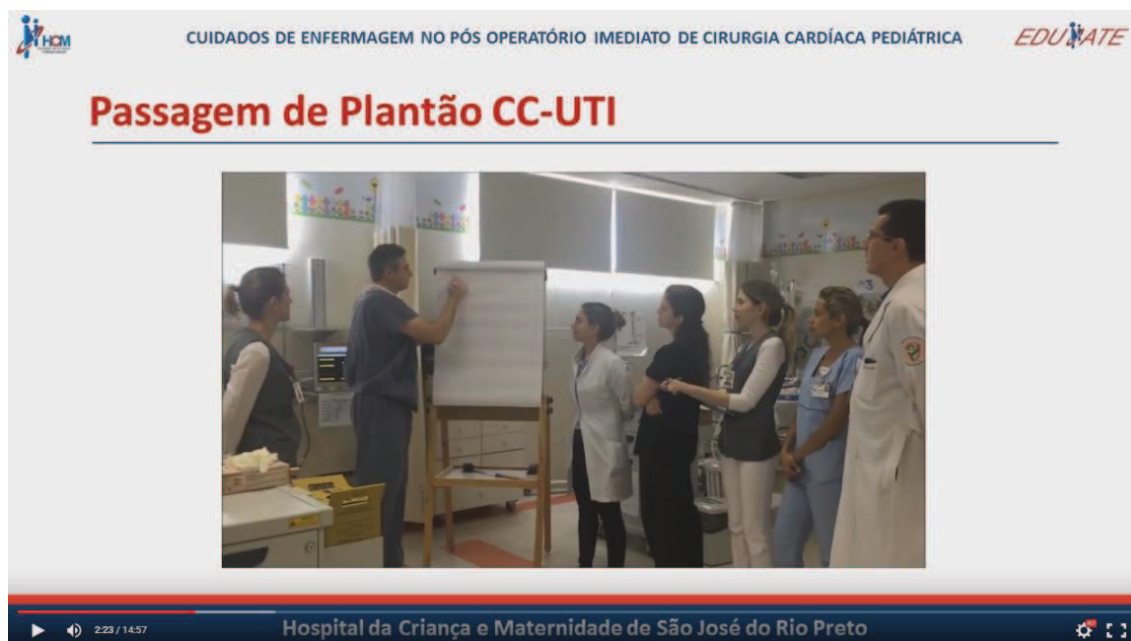 HCM
CUIDADOS DE ENFERMAGEM NO PÓS OPERATÓRIO IMEDIATO DE CIRURGIA CARDÍACA PEDIÁTRICA
EDUCATE
Passagem de Plantão CC-UTI
2:23 / 14:57
Hospital da Criança e Maternidade de São José do Rio Preto